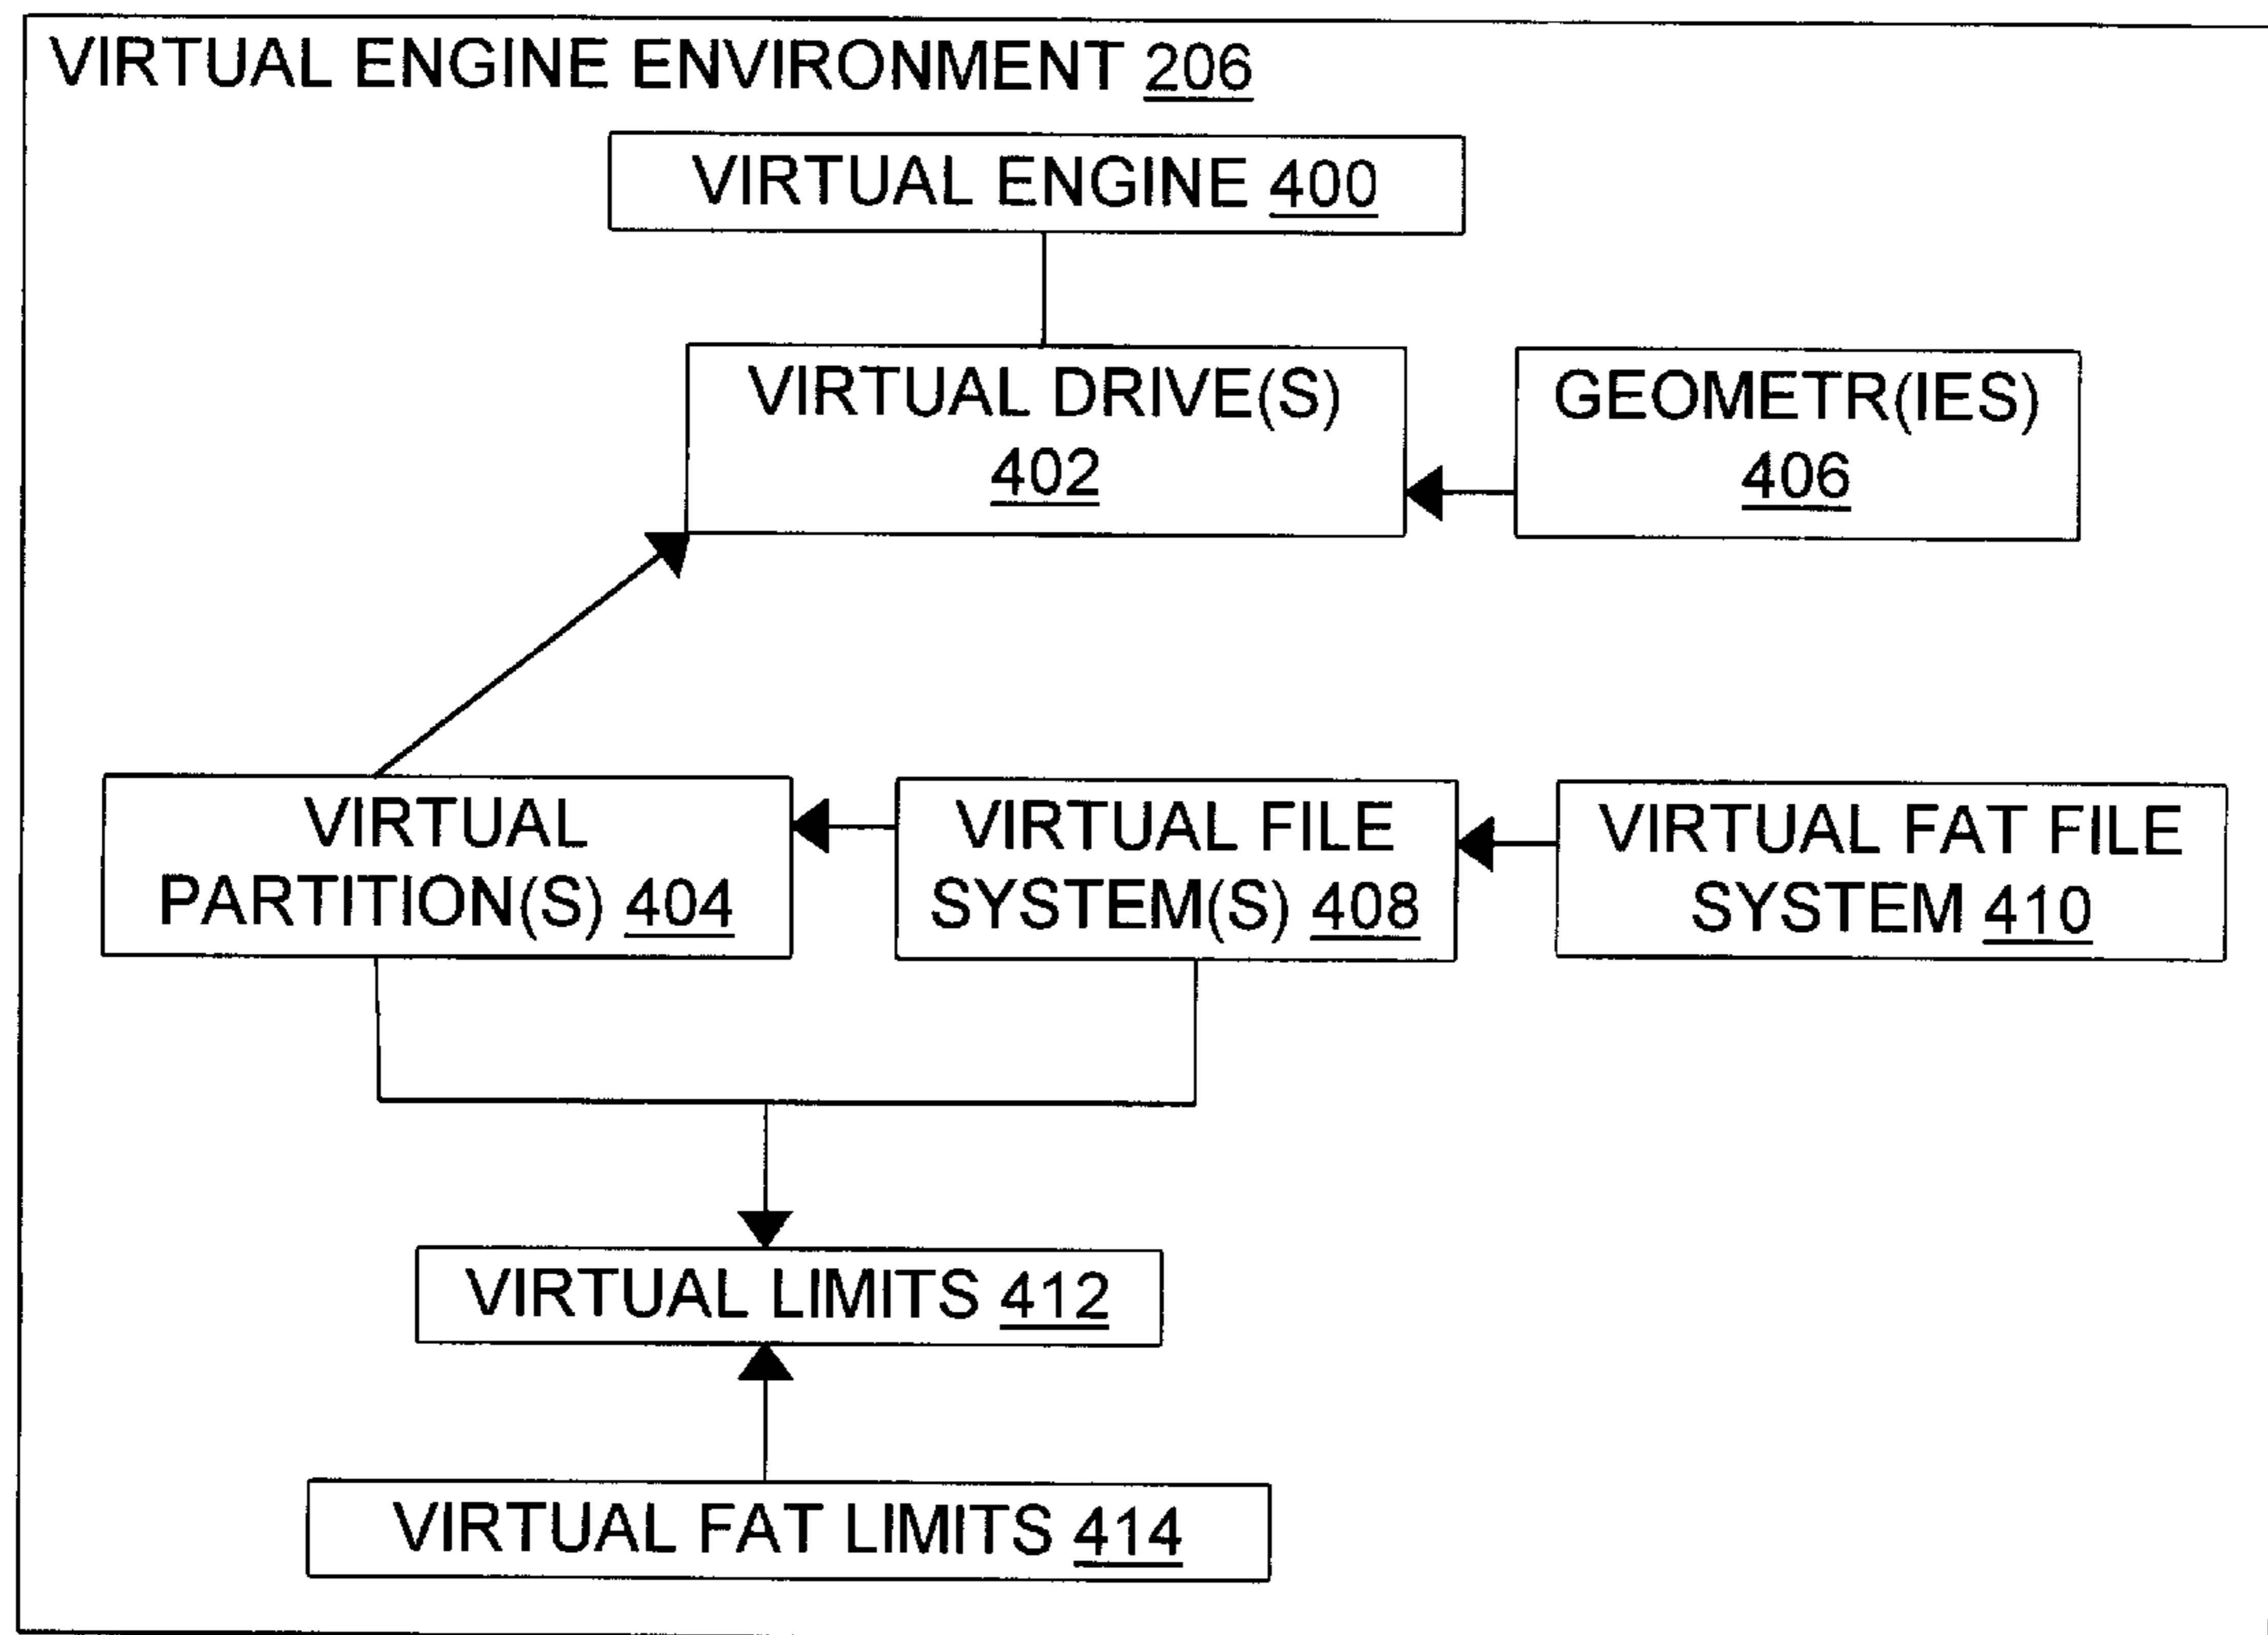 VIRTUAL ENGINE ENVIRONMENT 206
VIRTUAL ENGINE 400
VIRTUAL DRIVE(S)
402
GEOMETR(IES)
406
VIRTUAL
PARTITION(S) 404
VIRTUAL FILE
SYSTEM(S) 408
VIRTUAL FAT FILE
SYSTEM 410
VIRTUAL LIMITS 412
VIRTUAL FAT LIMITS 414